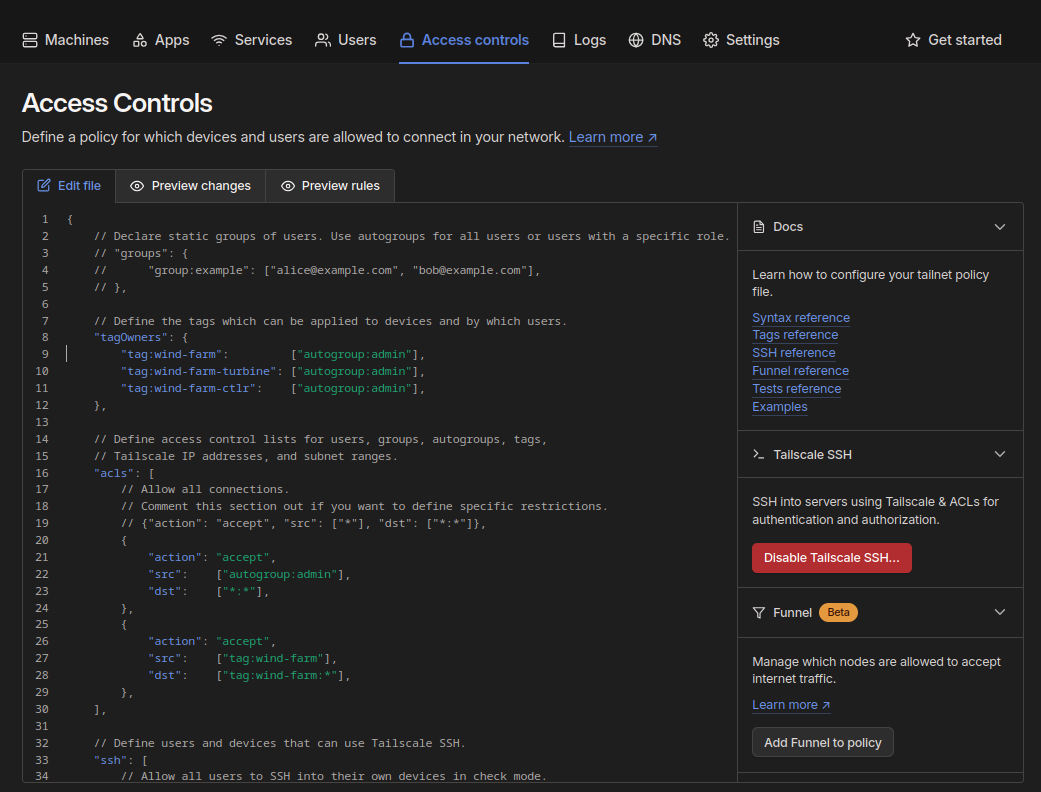 Machines Apps Services Users Access controls Logs DNS Settings Get started
Access Controls
Define a policy for which devices and users are allowed to connect in your network. Learn more ↗
Edit file Preview changes Preview rules
1 {
2     // Declare static groups of users. Use autogroups for all users or users with a specific role.
3     // "groups": {
4     //      "group:example": ["alice@example.com", "bob@example.com"],
5     // },
6
7     // Define the tags which can be applied to devices and by which users.
8     "tagOwners": {
9         "tag:wind-farm":         ["autogroup:admin"],
10         "tag:wind-farm-turbine": ["autogroup:admin"],
11         "tag:wind-farm-ctlr":    ["autogroup:admin"],
12     },
13
14     // Define access control lists for users, groups, autogroups, tags,
15     // Tailscale IP addresses, and subnet ranges.
16     "acls": [
17         // Allow all connections.
18         // Comment this section out if you want to define specific restrictions.
19         // {"action": "accept", "src": ["*"], "dst": ["*:*"]},
20         {
21             "action": "accept",
22             "src":    ["autogroup:admin"],
23             "dst":    ["*:*"],
24         },
25         {
26             "action": "accept",
27             "src":    ["tag:wind-farm"],
28             "dst":    ["tag:wind-farm:*"],
29         },
30     ],
31
32     // Define users and devices that can use Tailscale SSH.
33     "ssh": [
34         // Allow all users to SSH into their own devices in check mode.
Docs
Learn how to configure your tailnet policy
file.
Syntax reference
Tags reference
SSH reference
Funnel reference
Tests reference
Examples
Tailscale SSH
SSH into servers using Tailscale & ACLs for
authentication and authorization.
Disable Tailscale SSH...
Funnel Beta
Manage which nodes are allowed to accept
internet traffic.
Learn more ↗
Add Funnel to policy